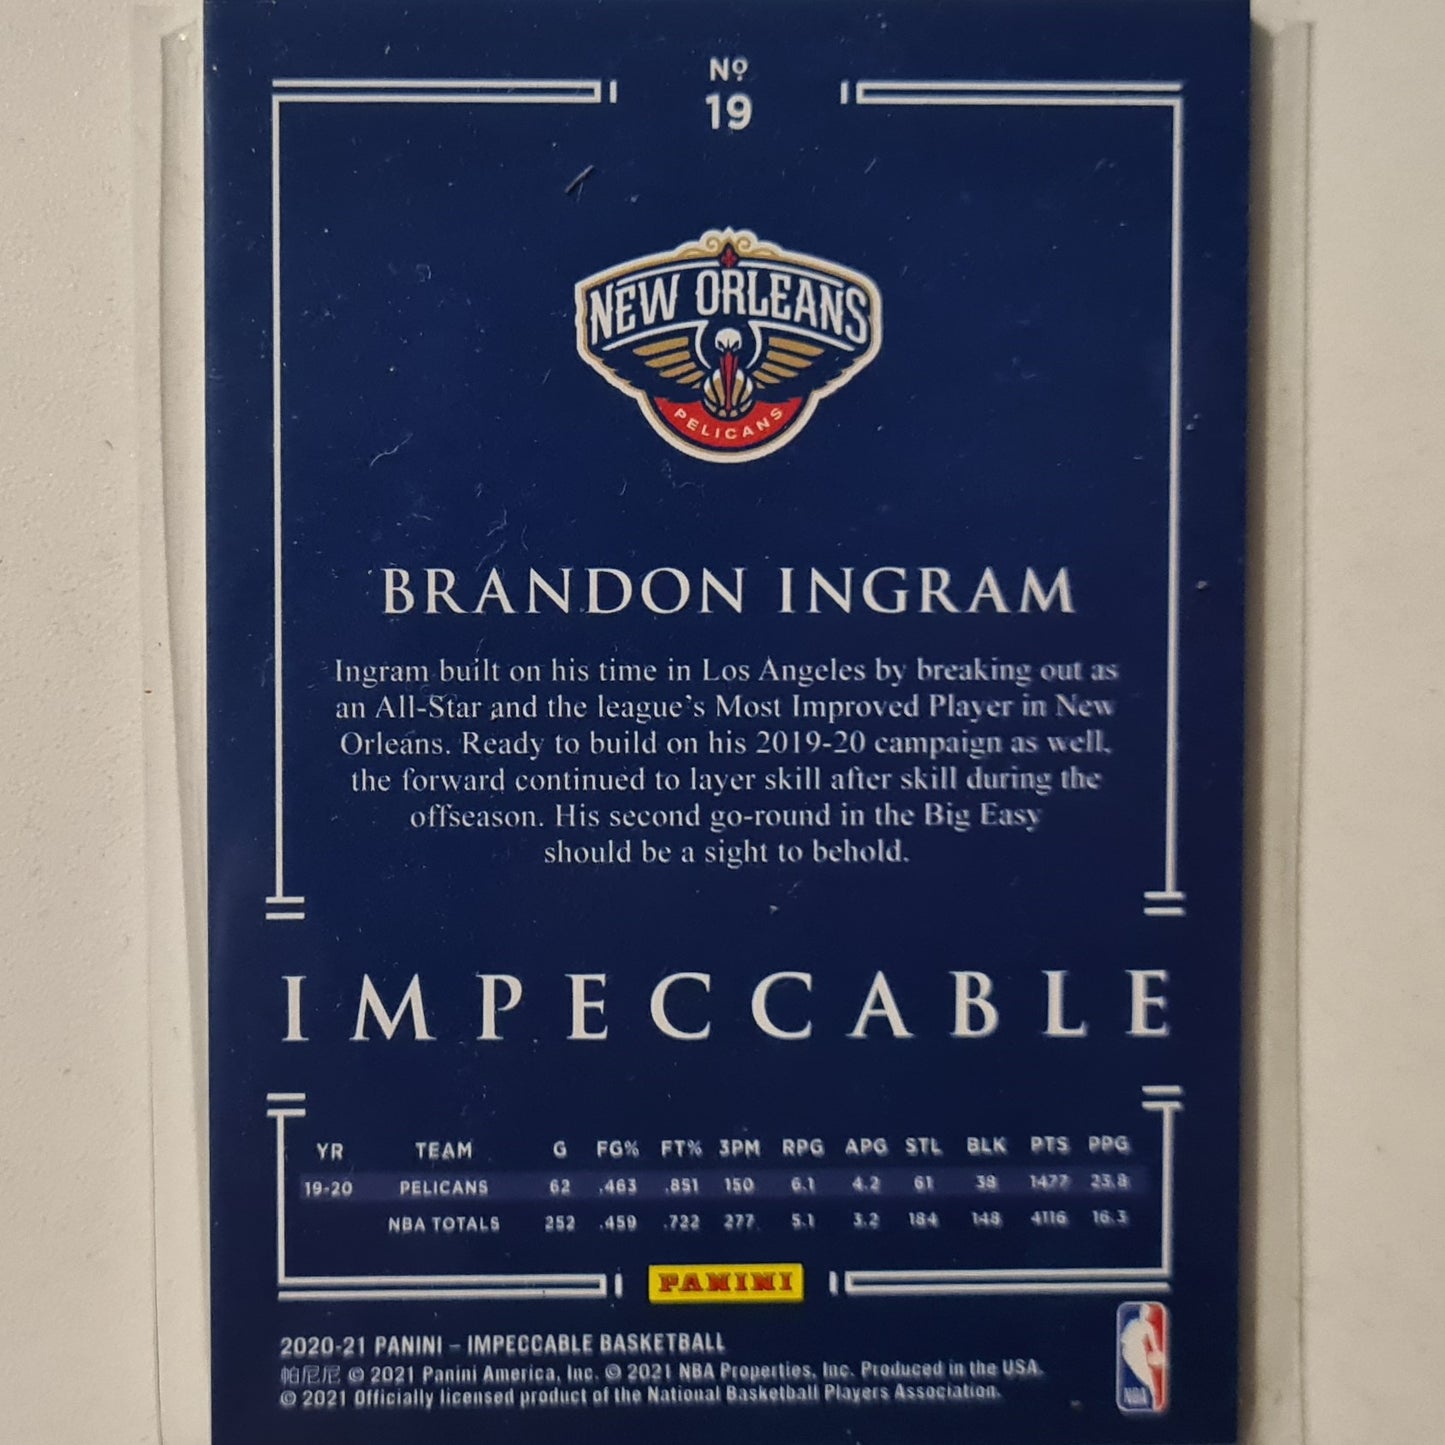 Nº
19
NEW ORLEANS
PELICANS
BRANDON INGRAM
Ingram built on his time in Los Angeles by breaking out as
an All-Star and the league's Most Improved Player in New
Orleans. Ready to build on his 2019-20 campaign as well,
the forward continued to layer skill after skill during the
offseason. His second go-round in the Big Easy
should be a sight to behold.
IMPECCABLE
YR TEAM G FG% FT% 3PM RPG APG STL BLK PTS PPG
19-20 PELICANS 62 .463 .851 150 6.1 4.2 61 38 1477 23.8
NBA TOTALS 252 .459 .722 277 5.1 3.2 184 148 4116 16.3
PANINI
2020-21 PANINI – IMPECCABLE BASKETBALL
帕尼尼 © 2021 Panini America, Inc. © 2021 NBA Properties, Inc. Produced in the USA.
© 2021 Officially licensed product of the National Basketball Players Association.
NBA